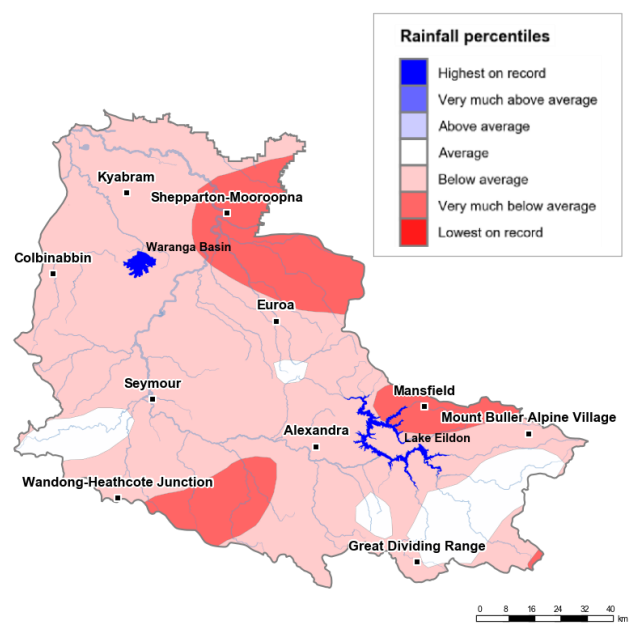 Rainfall percentiles
Highest on record
Very much above average
Above average
Average
Below average
Very much below average
Lowest on record
Kyabram
Shepparton-Mooroopna
Waranga Basin
Colbinabbin
Euroa
Seymour
Mansfield
Mount Buller Alpine Village
Alexandra
Lake Eildon
Wandong-Heathcote Junction
Great Dividing Range
0 8 16 24 32 40
km